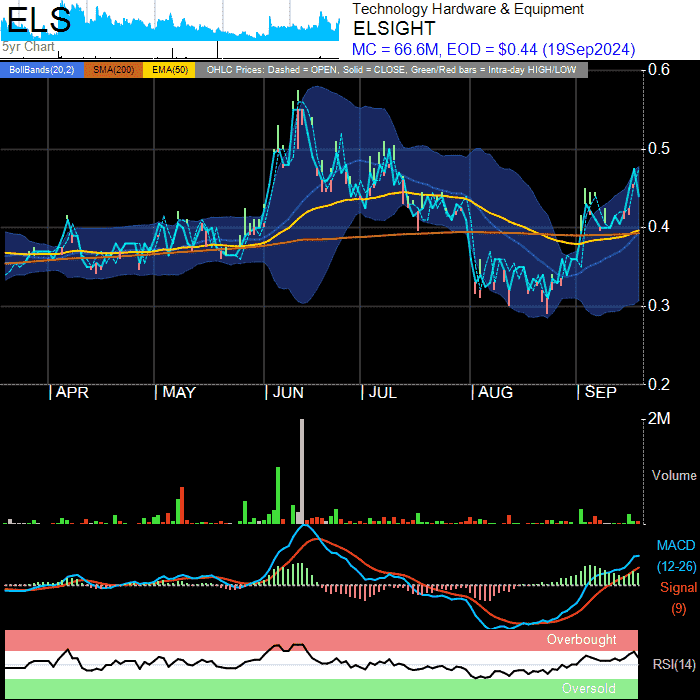 ELS
5yr Chart
Technology Hardware & Equipment
ELSIGHT
MC = 66.6M, EOD = $0.44 (19Sep2024)
BollBands(20,2) SMA(200) EMA(50) OHLC Prices: Dashed = OPEN, Solid = CLOSE, Green/Red bars = Intra-day HIGH/LOW
0.6
0.5
0.4
0.3
0.2
APR MAY JUN JUL AUG SEP
2M
Volume
MACD
(12-26)
Signal
(9)
Overbought
RSI(14)
Oversold